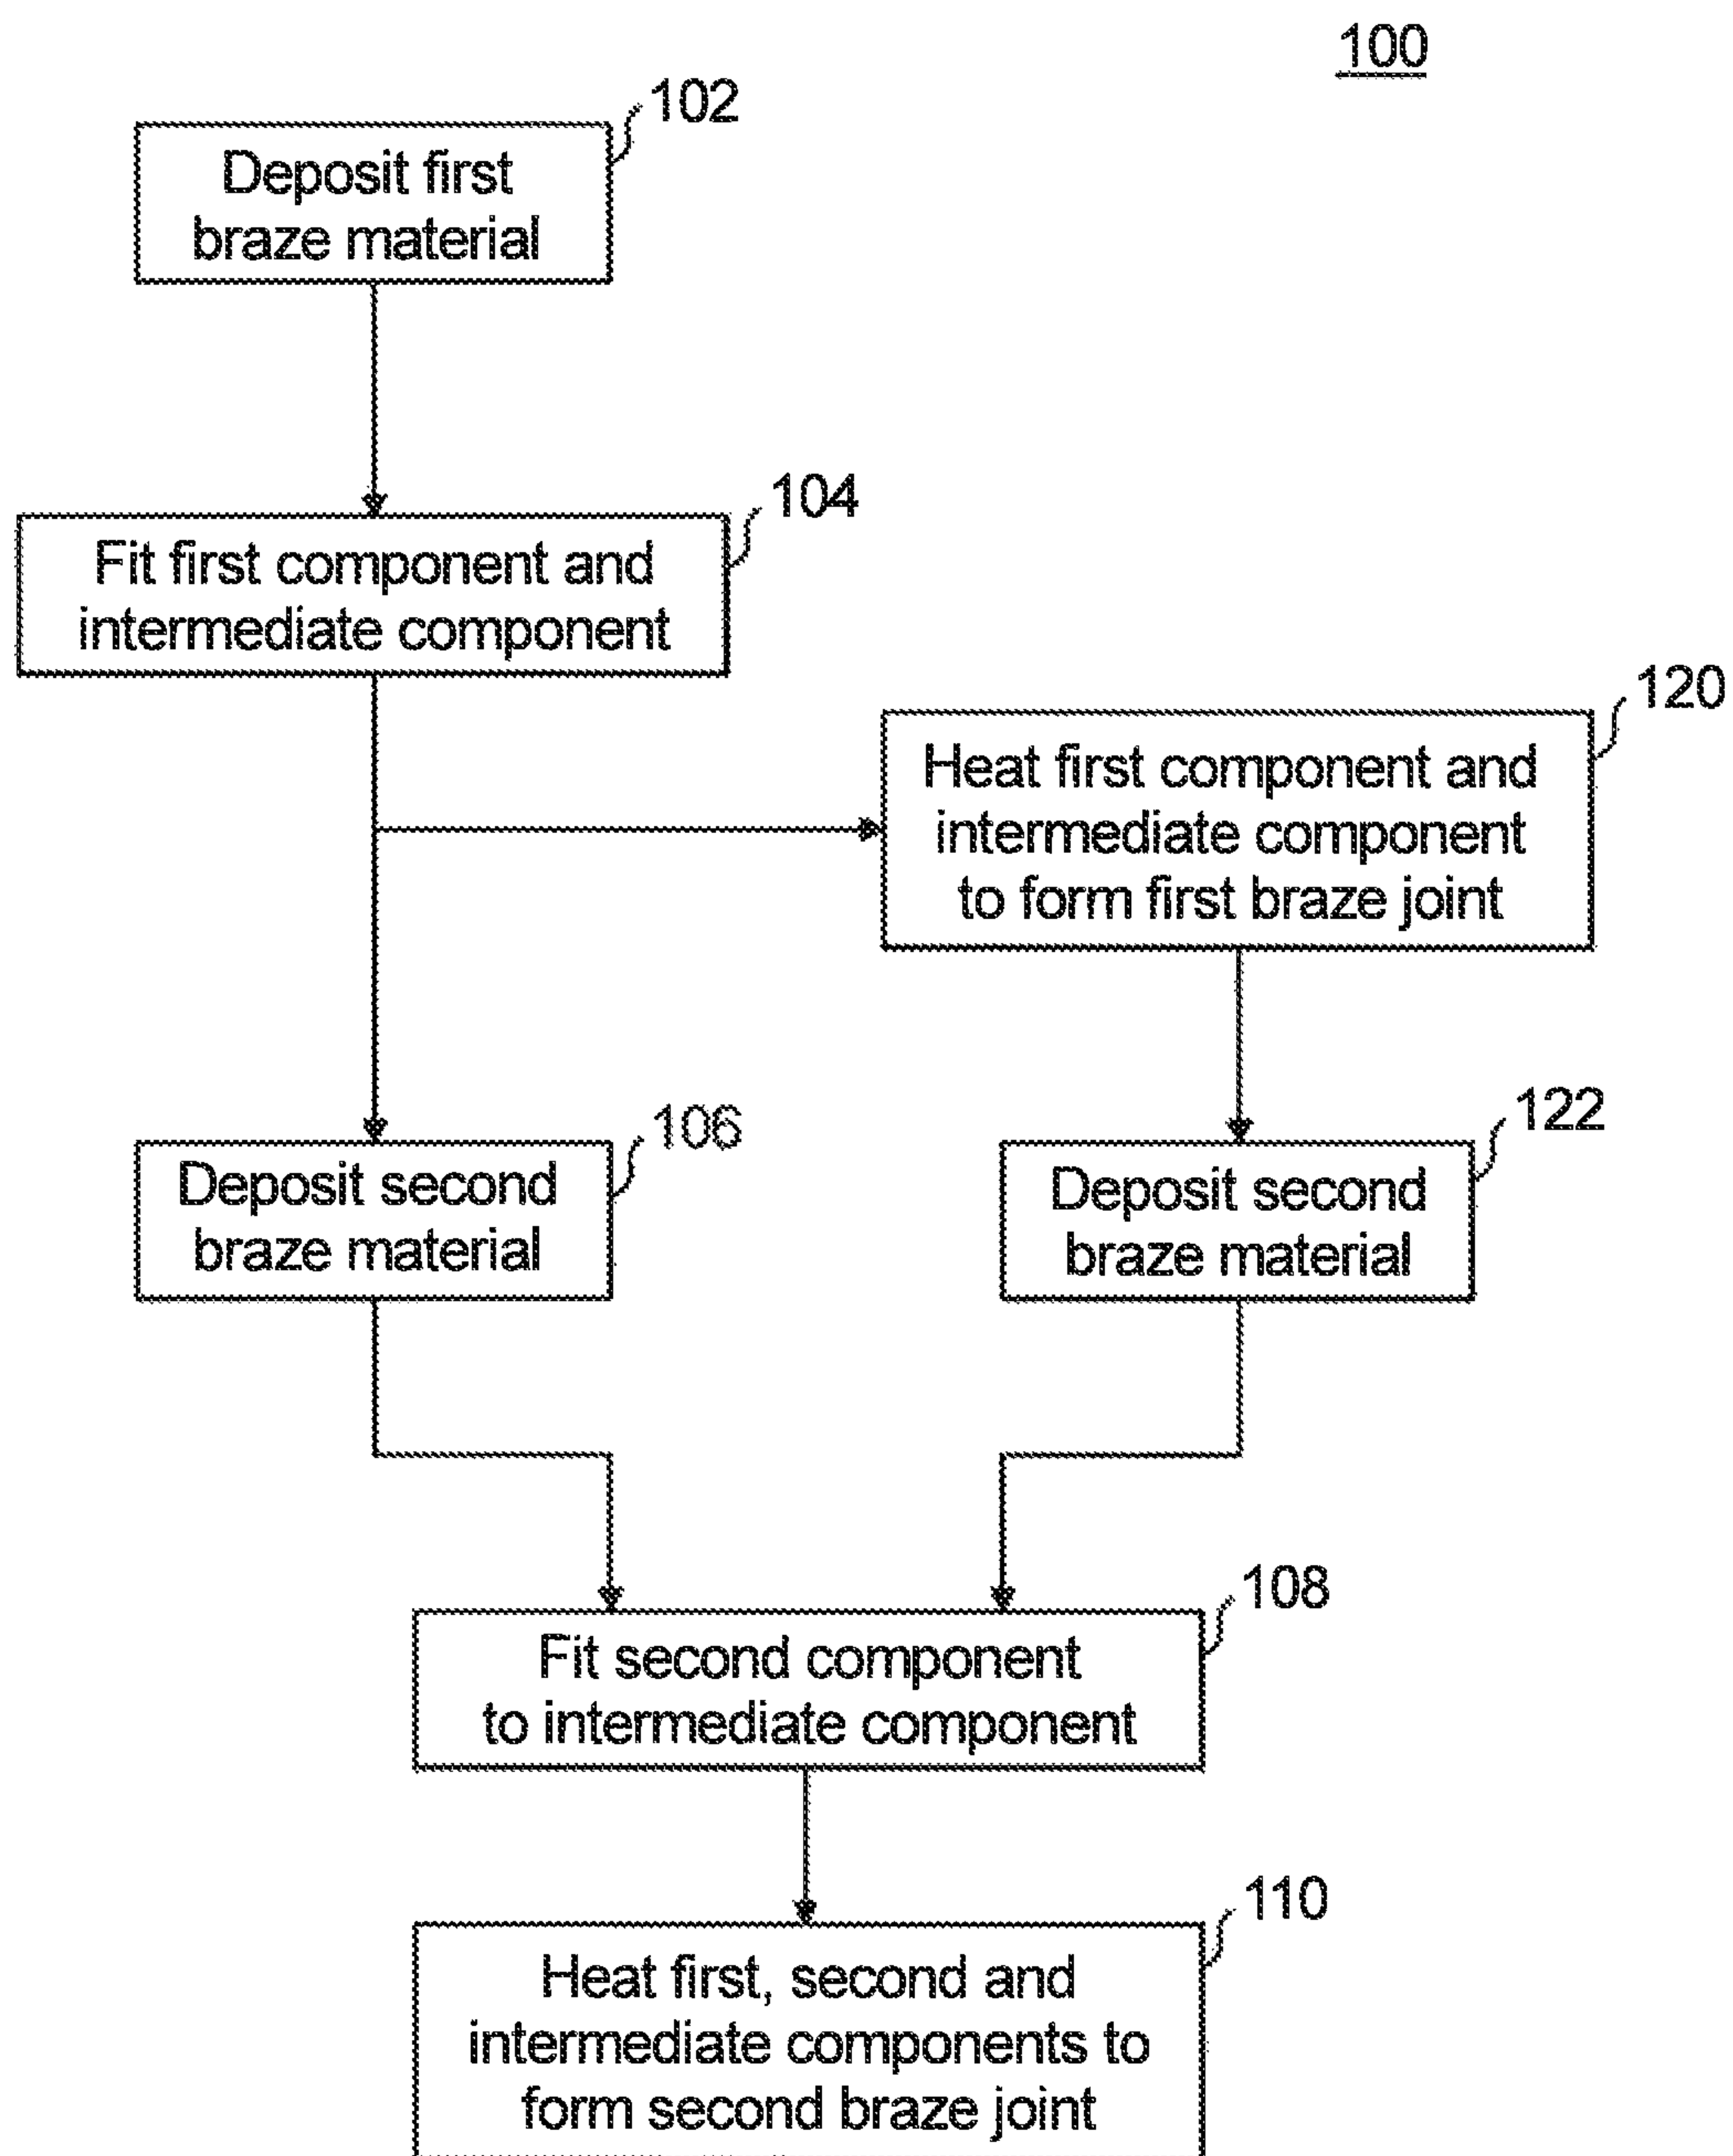 100
102
Deposit first
braze material
104
Fit first component and
intermediate component
120
Heat first component and
intermediate component
to form first braze joint
106
Deposit second
braze material
122
Deposit second
braze material
108
Fit second component
to intermediate component
110
Heat first, second and
intermediate components to
form second braze joint